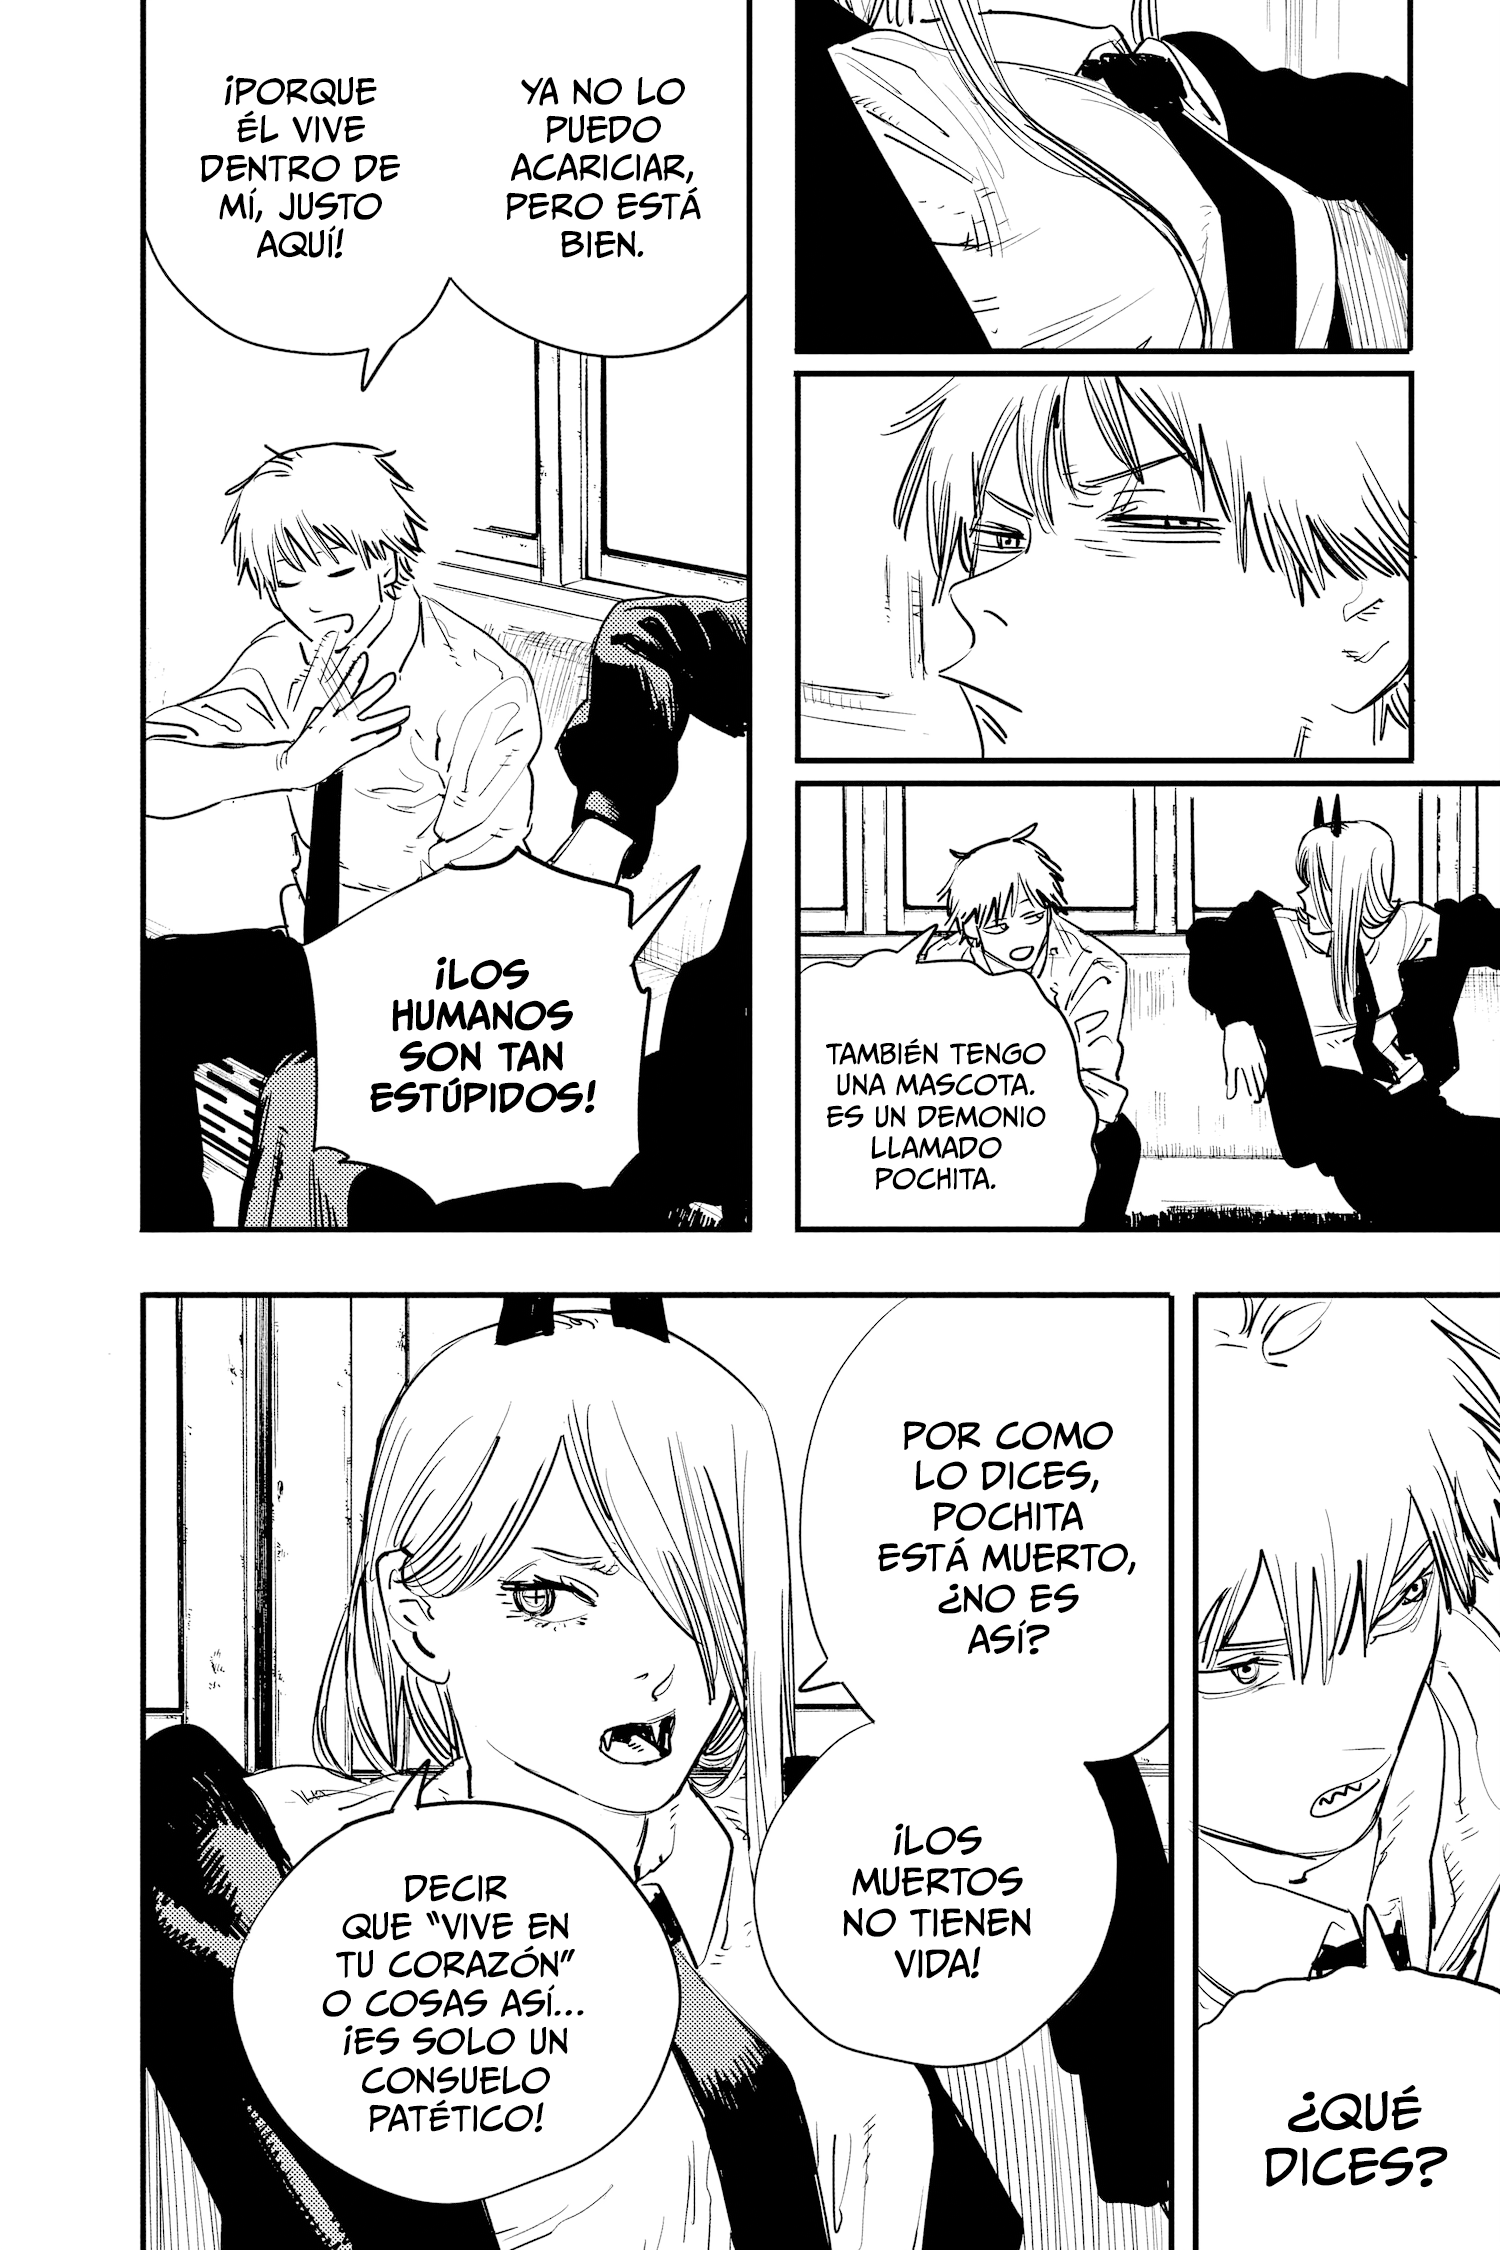 TAMBIÉN TENGO
UNA MASCOTA.
ES UN DEMONIO
LLAMADO
POCHITA.
YA NO LO
PUEDO
ACARICIAR,
PERO ESTÁ
BIEN.
¡PORQUE
ÉL VIVE
DENTRO DE
MÍ, JUSTO
AQUÍ!
¡LOS
HUMANOS
SON TAN
ESTÚPIDOS!
¿QUÉ
DICES?
POR COMO
LO DICES,
POCHITA
ESTÁ MUERTO,
¿NO ES
ASÍ?
¡LOS
MUERTOS
NO TIENEN
VIDA!
DECIR
QUE “VIVE EN
TU CORAZÓN”
O COSAS ASÍ...
¡ES SOLO UN
CONSUELO
PATÉTICO!